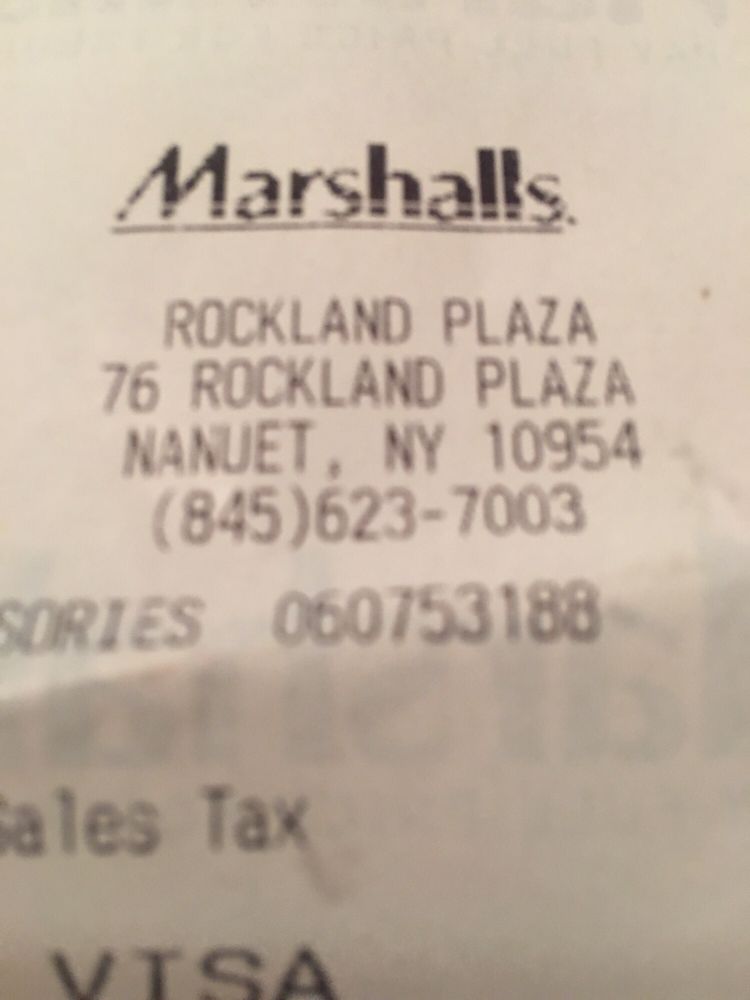 Marshalls.
ROCKLAND PLAZA
76 ROCKLAND PLAZA
NANUET, NY 10954
(845)623-7003
SORIES 060753188
Sales Tax
VISA